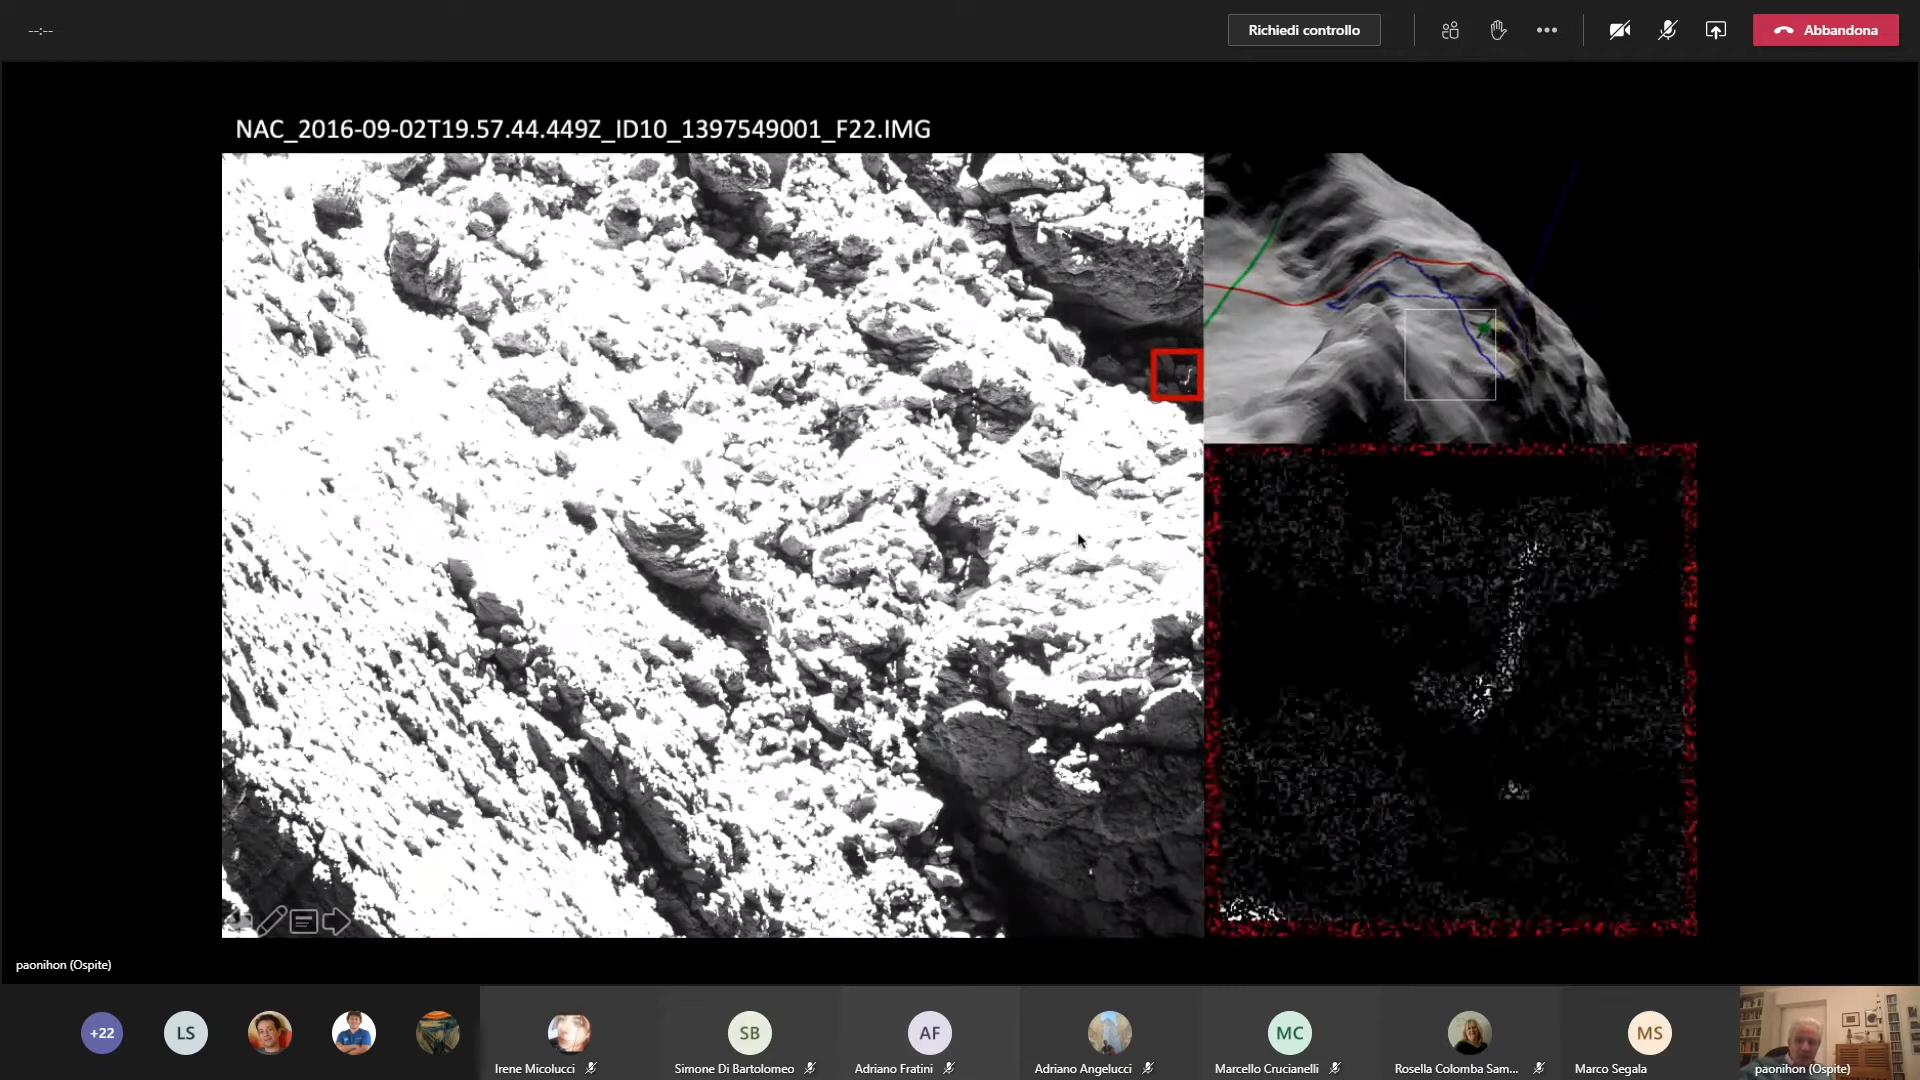 --:--
Richiedi controllo
Abbandona
NAC_2016-09-02T19.57.44.449Z_ID10_1397549001_F22.IMG
paonihon (Ospite)
+22
LS
SB
AF
MC
MS
Irene Micolucci
Simone Di Bartolomeo
Adriano Fratini
Adriano Angelucci
Marcello Crucianelli
Rosella Colomba Sam...
Marco Segala
paonihon (Ospite)